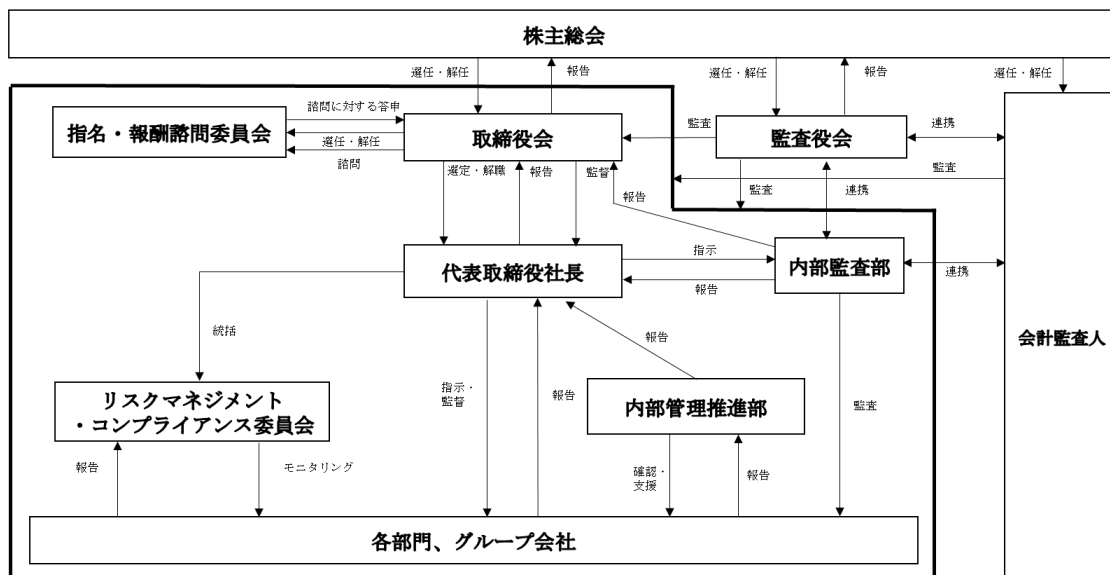 株主総会
選任・解任
報告
選任・解任
報告
選任・解任
諮問に対する答申
指名・報酬諮問委員会
選任・解任
諮問
取締役会
監査
監査役会
連携
監査
選定・解職
報告
監督
報告
監査
連携
代表取締役社長
指示
報告
内部監査部
連携
会計監査人
統括
報告
指示・
監督
報告
リスクマネジメント
・コンプライアンス委員会
内部管理推進部
監査
報告
モニタリング
確認・
支援
報告
各部門、グループ会社